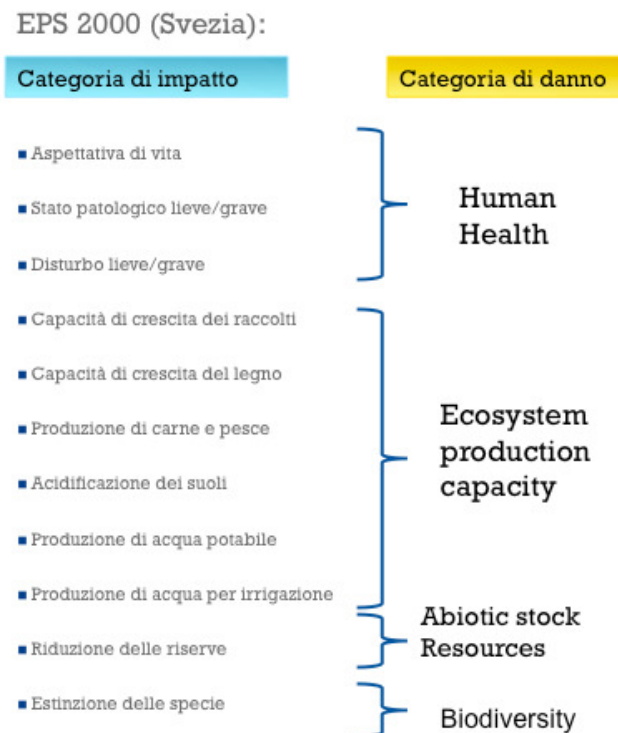 EPS 2000 (Svezia):
Categoria di impatto
Categoria di danno
Aspettativa di vita
Stato patologico lieve/grave
Disturbo lieve/grave
Human
Health
Capacità di crescita dei raccolti
Capacità di crescita del legno
Produzione di carne e pesce
Acidificazione dei suoli
Produzione di acqua potabile
Produzione di acqua per irrigazione
Ecosystem
production
capacity
Riduzione delle riserve
Abiotic stock
Resources
Estinzione delle specie
Biodiversity